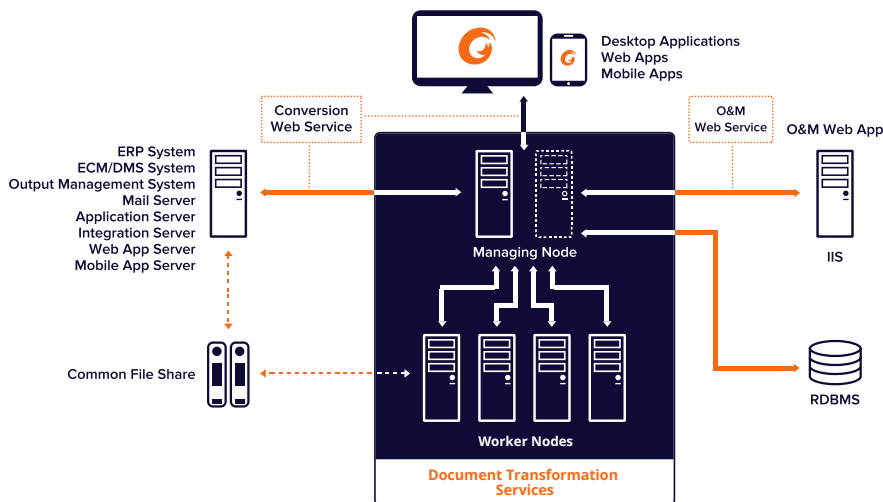 Desktop Applications
Web Apps
Mobile Apps
Conversion
Web Service
O&M
Web Service
O&M Web App
ERP System
ECM/DMS System
Output Management System
Mail Server
Application Server
Integration Server
Web App Server
Mobile App Server
Managing Node
IIS
Common File Share
RDBMS
Worker Nodes
Document Transformation
Services